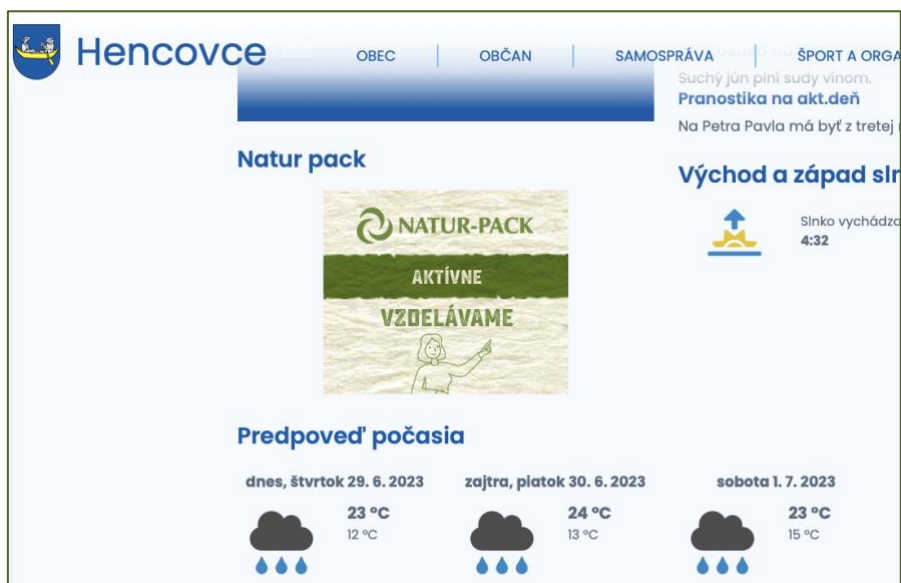 Hencovce
OBEC
OBČAN
SAMOSPRÁVA
ŠPORT A ORGA
Suchý jún plní sudy vínom.
Pranostika na akt.deň
Na Petra Pavla má byť z tretej
Natur pack
NATUR-PACK
AKTÍVNE
VZDELÁVAME
Východ a západ sln
Slnko vychádza
4:32
Predpoveď počasia
dnes, štvrtok 29. 6. 2023
23 °C
12 °C
zajtra, piatok 30. 6. 2023
24 °C
13 °C
sobota 1. 7. 2023
23 °C
15 °C